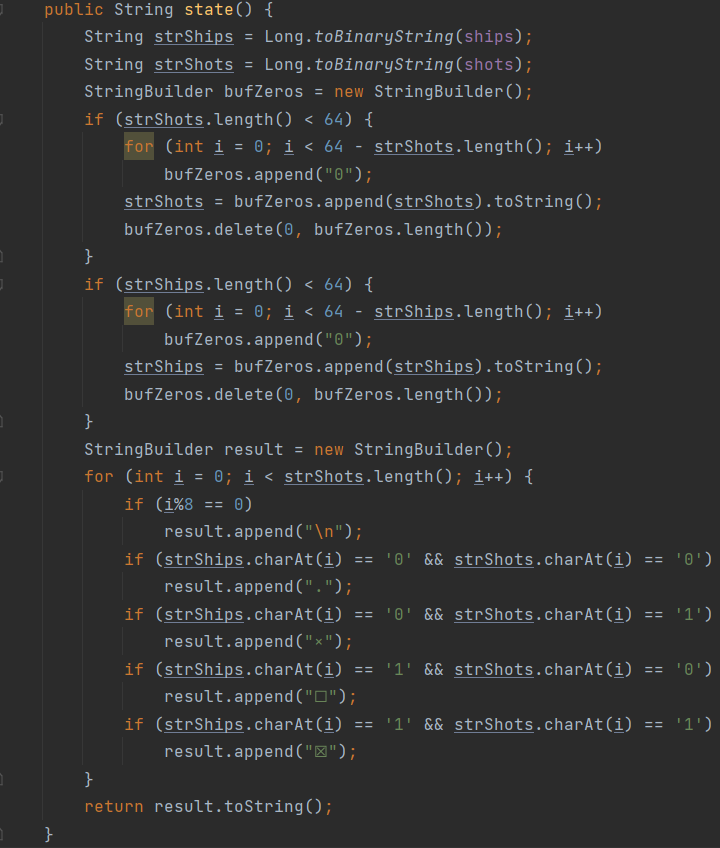 public String state() {
    String strShips = Long.toBinaryString(ships);
    String strShots = Long.toBinaryString(shots);
    StringBuilder bufZeros = new StringBuilder();
    if (strShots.length() < 64) {
        for (int i = 0; i < 64 - strShots.length(); i++)
            bufZeros.append("0");
        strShots = bufZeros.append(strShots).toString();
        bufZeros.delete(0, bufZeros.length());
    }
    if (strShips.length() < 64) {
        for (int i = 0; i < 64 - strShips.length(); i++)
            bufZeros.append("0");
        strShips = bufZeros.append(strShips).toString();
        bufZeros.delete(0, bufZeros.length());
    }
    StringBuilder result = new StringBuilder();
    for (int i = 0; i < strShots.length(); i++) {
        if (i%8 == 0)
            result.append("\n");
        if (strShips.charAt(i) == '0' && strShots.charAt(i) == '0')
            result.append(".");
        if (strShips.charAt(i) == '0' && strShots.charAt(i) == '1')
            result.append("×");
        if (strShips.charAt(i) == '1' && strShots.charAt(i) == '0')
            result.append("☐");
        if (strShips.charAt(i) == '1' && strShots.charAt(i) == '1')
            result.append("☒");
    }
    return result.toString();
}